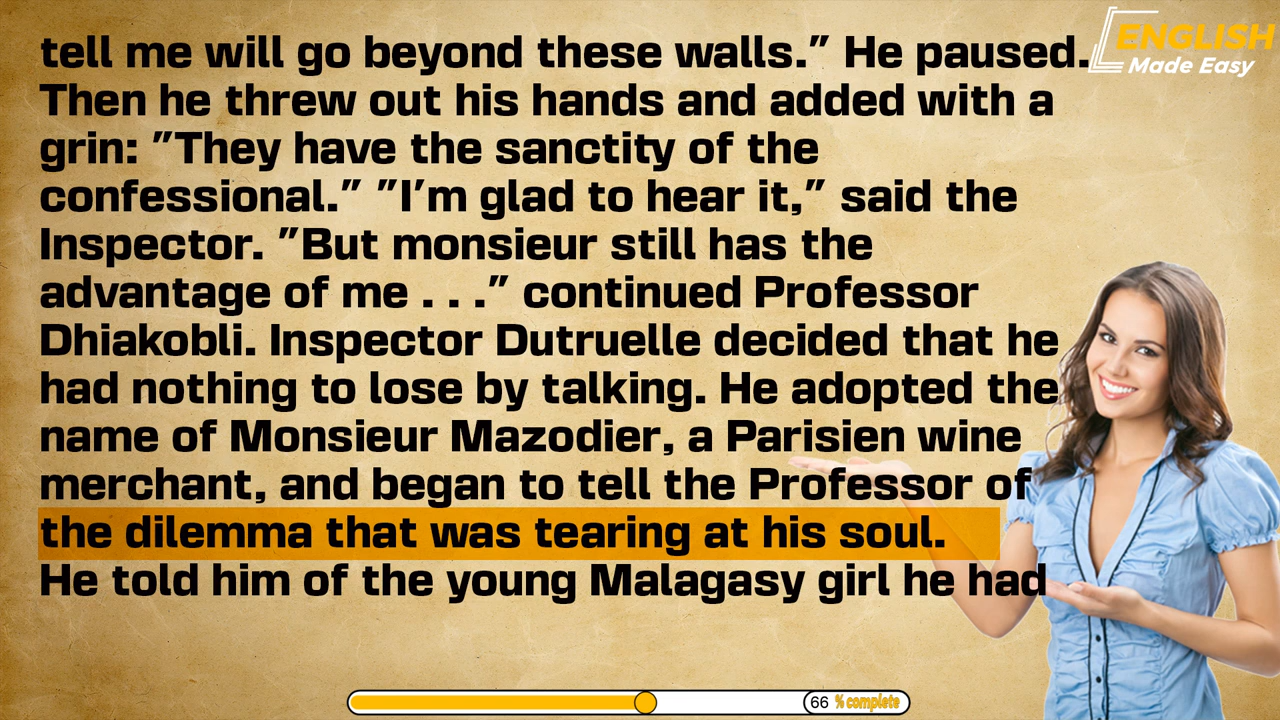 tell me will go beyond these walls.” He paused.
Then he threw out his hands and added with a
grin: ”They have the sanctity of the
confessional.” ”I’m glad to hear it,” said the
Inspector. ”But monsieur still has the
advantage of me . . .” continued Professor
Dhiakobli. Inspector Dutruelle decided that he
had nothing to lose by talking. He adopted the
name of Monsieur Mazodier, a Parisien wine
merchant, and began to tell the Professor of
the dilemma that was tearing at his soul.
He told him of the young Malagasy girl he had
ENGLISH
Made Easy
66 % complete